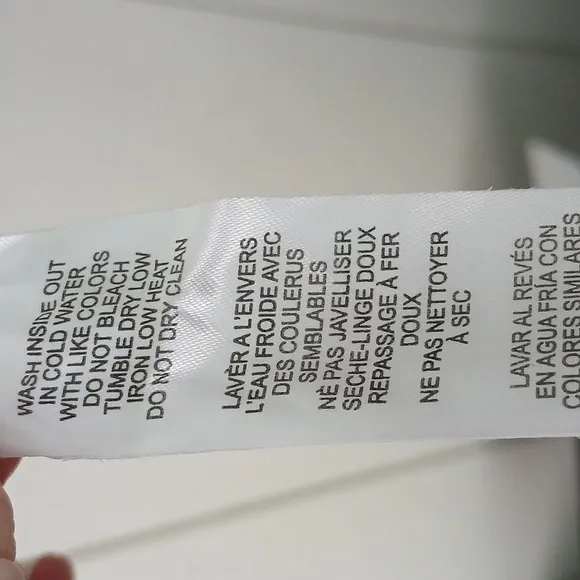 WASH INSIDE OUT
IN COLD WATER
WITH LIKE COLORS
DO NOT BLEACH
TUMBLE DRY LOW
IRON LOW HEAT
DO NOT DRY CLEAN
LAVÉR A L'ENVERS
L'EAU FROIDE AVEC
DES COULERUS
SEMBLABLES
NE PAS JAVELLISER
SECHE-LINGE DOUX
REPASSAGE À FER
DOUX
NE PAS NETTOYER
À SEC
LAVAR AL REVÉS
EN AGUA FRÍA CON
COLORES SIMILARES